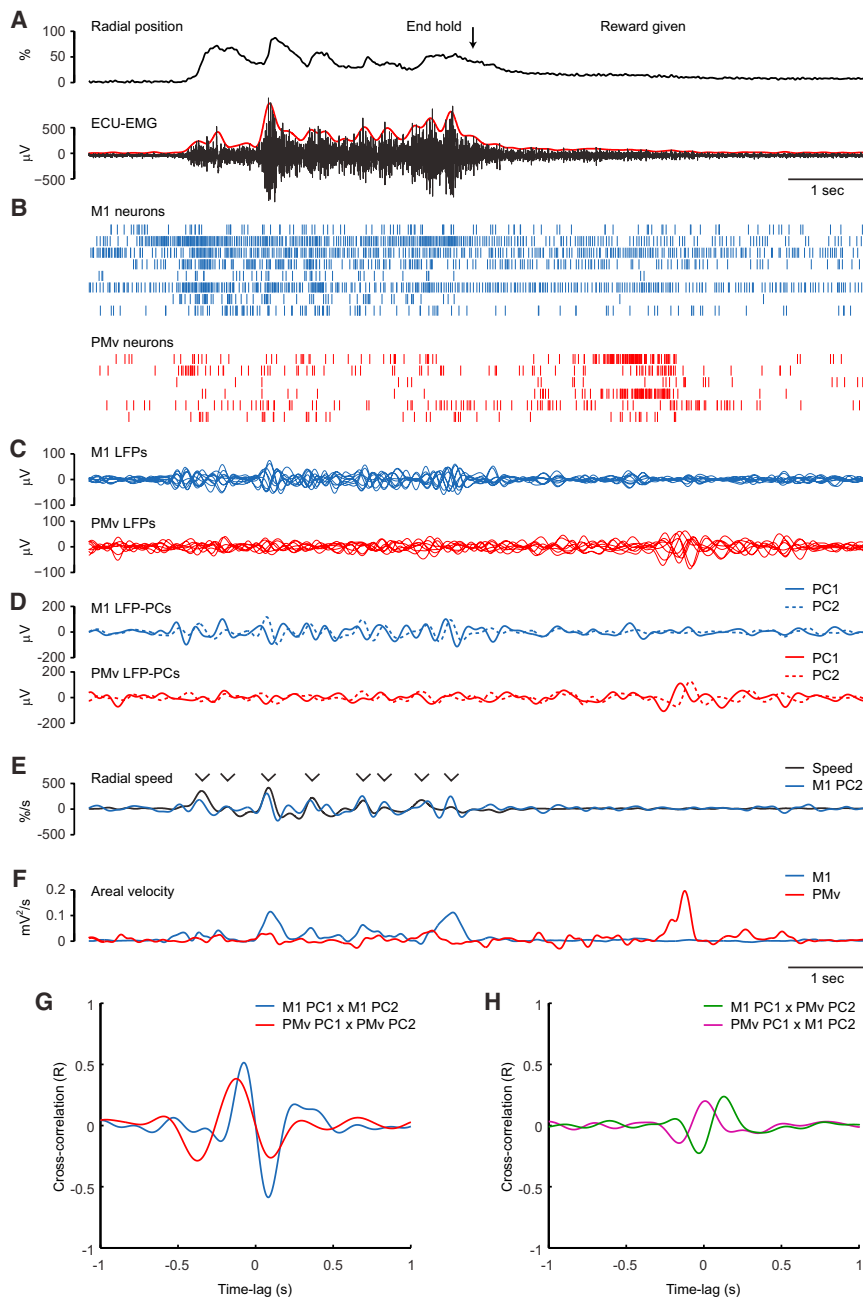 A
Radial position
End hold
Reward given
%
100
50
0
ECU-EMG
μV
500
0
−500
1 sec
B
M1 neurons
PMv neurons
C
M1 LFPs
μV
100
0
−100
PMv LFPs
μV
100
0
−100
D
M1 LFP-PCs
PC1
PC2
μV
200
0
-200
PMv LFP-PCs
PC1
PC2
μV
200
0
-200
E
Radial speed
Speed
M1 PC2
%/s
500
0
-500
F
Areal velocity
M1
PMv
mV²/s
0.2
0.1
0
1 sec
G
M1 PC1 x M1 PC2
PMv PC1 x PMv PC2
Cross-correlation (R)
1
0.5
0
-0.5
-1
-1
-0.5
0
0.5
1
Time-lag (s)
H
M1 PC1 x PMv PC2
PMv PC1 x M1 PC2
Cross-correlation (R)
1
0.5
0
-0.5
-1
-1
-0.5
0
0.5
1
Time-lag (s)